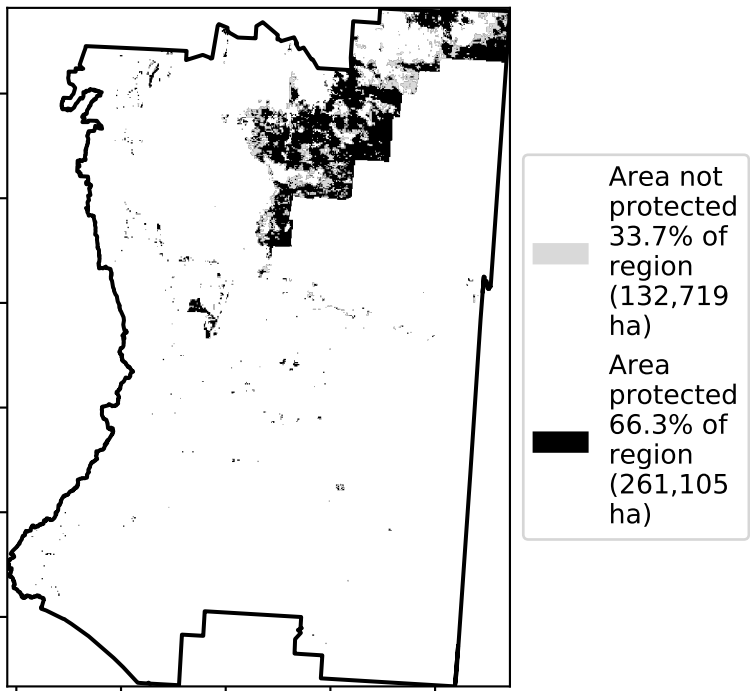 Area not
protected
33.7% of
region
(132,719
ha)
Area
protected
66.3% of
region
(261,105
ha)